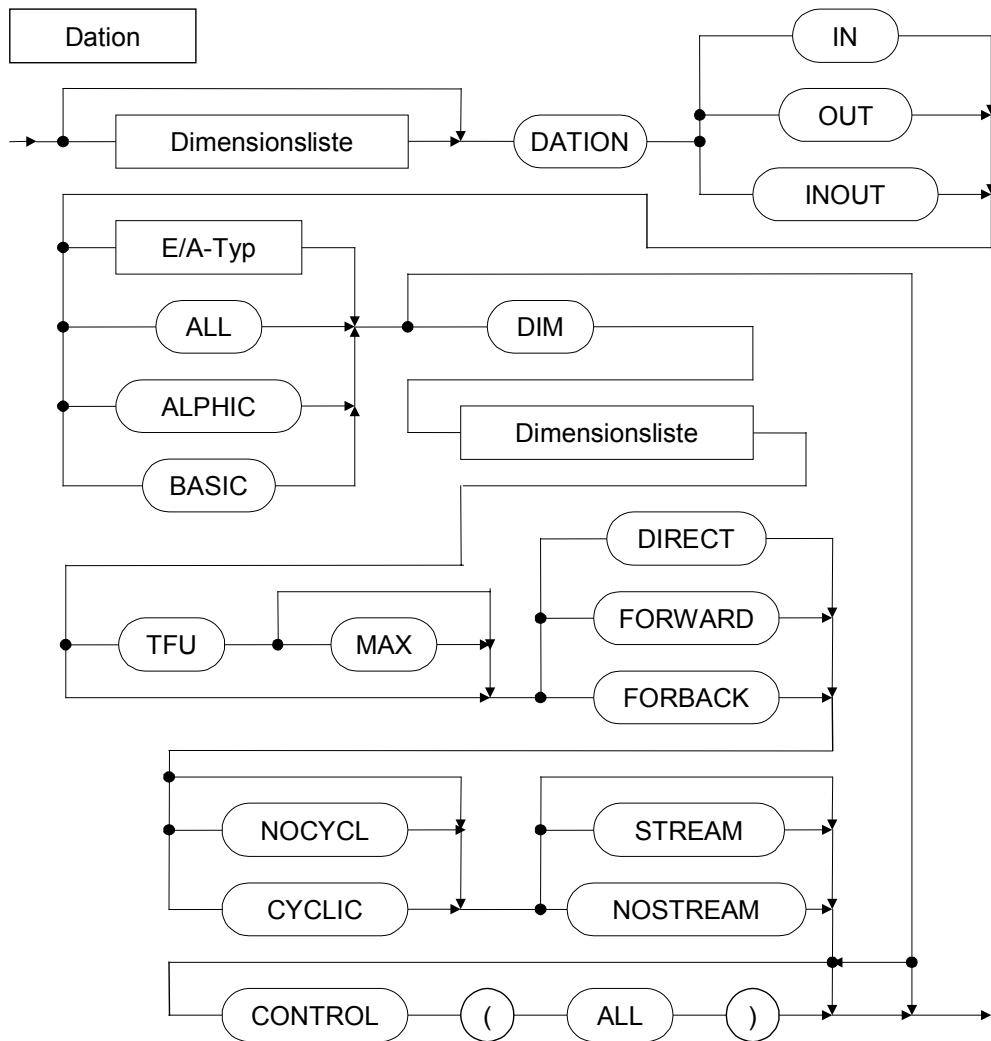 Dation
IN
OUT
Dimensionsliste
DATION
INOUT
E/A-Typ
ALL
DIM
ALPHIC
Dimensionsliste
BASIC
DIRECT
FORWARD
TFU
MAX
FORBACK
NOCYCL
STREAM
CYCLIC
NOSTREAM
CONTROL ( ALL )